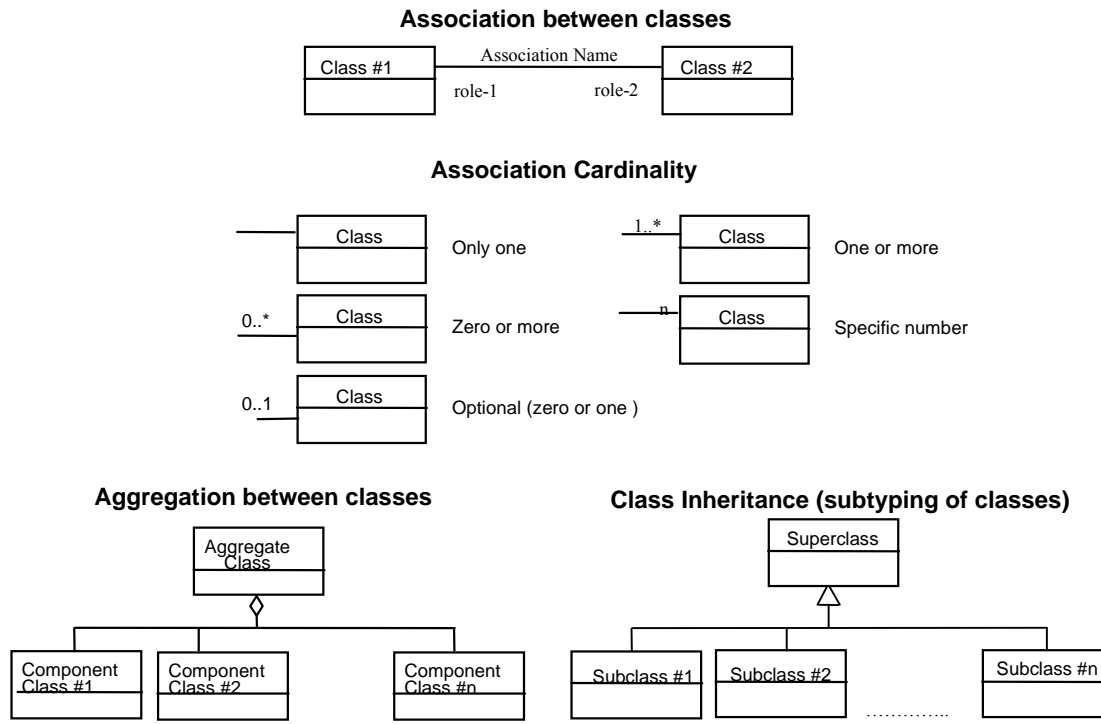 Association between classes
Class #1
Association Name
Class #2
role-1
role-2
Association Cardinality
Class
Only one
1..*
Class
One or more
0..*
Class
Zero or more
n
Class
Specific number
0..1
Class
Optional (zero or one )
Aggregation between classes
Aggregate
Class
Component
Class #1
Component
Class #2
Component
Class #n
Class Inheritance (subtyping of classes)
Superclass
Subclass #1
Subclass #2
..............
Subclass #n